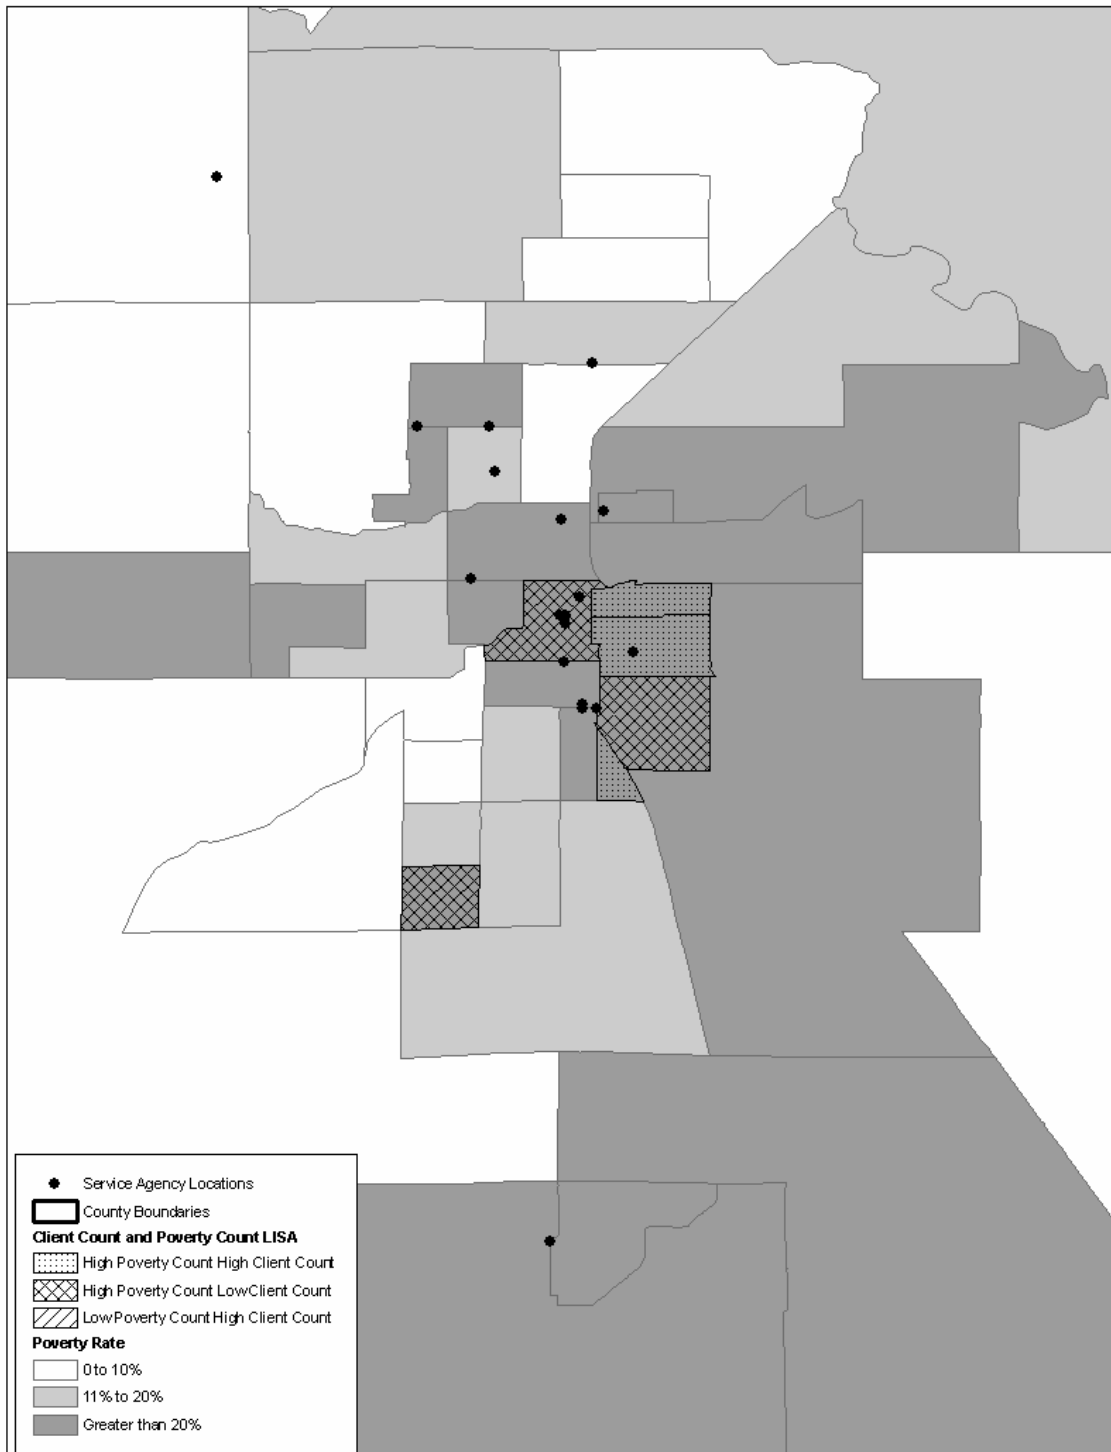 Service Agency Locations
County Boundaries
Client Count and Poverty Count LISA
High Poverty Count High Client Count
High Poverty Count Low Client Count
Low Poverty Count High Client Count
Poverty Rate
0 to 10%
11% to 20%
Greater than 20%